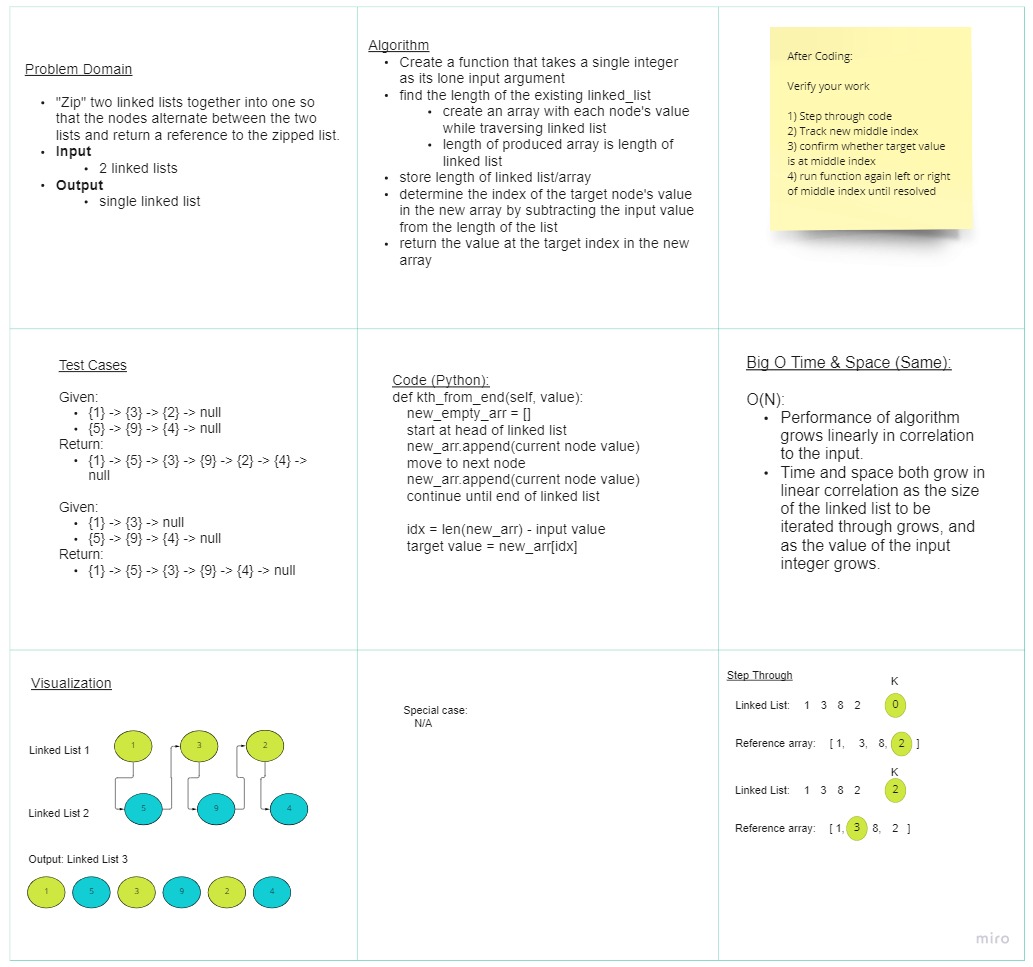 Problem Domain
• "Zip" two linked lists together into one so
that the nodes alternate between the two
lists and return a reference to the zipped list.
• Input
• 2 linked lists
• Output
• single linked list
Algorithm
• Create a function that takes a single integer
as its lone input argument
• find the length of the existing linked_list
• create an array with each node's value
while traversing linked list
• length of produced array is length of
linked list
• store length of linked list/array
• determine the index of the target node's value
in the new array by subtracting the input value
from the length of the list
• return the value at the target index in the new
array
After Coding:
Verify your work
1) Step through code
2) Track new middle index
3) confirm whether target value
is at middle index
4) run function again left or right
of middle index until resolved
Test Cases
Given:
• {1} -> {3} -> {2} -> null
• {5} -> {9} -> {4} -> null
Return:
• {1} -> {5} -> {3} -> {9} -> {2} -> {4} ->
null
Given:
• {1} -> {3} -> null
• {5} -> {9} -> {4} -> null
Return:
• {1} -> {5} -> {3} -> {9} -> {4} -> null
Code (Python):
def kth_from_end(self, value):
new_empty_arr = []
start at head of linked list
new_arr.append(current node value)
move to next node
new_arr.append(current node value)
continue until end of linked list
idx = len(new_arr) - input value
target value = new_arr[idx]
Big O Time & Space (Same):
O(N):
• Performance of algorithm
grows linearly in correlation
to the input.
• Time and space both grow in
linear correlation as the size
of the linked list to be
iterated through grows, and
as the value of the input
integer grows.
Visualization
Linked List 1 1 3 2
Linked List 2 5 9 4
Output: Linked List 3
1 5 3 9 2 4
Special case:
N/A
Step Through
K
Linked List: 1 3 8 2 0
Reference array: [ 1, 3, 8, 2 ]
K
Linked List: 1 3 8 2 2
Reference array: [ 1, 3 8, 2 ]
miro